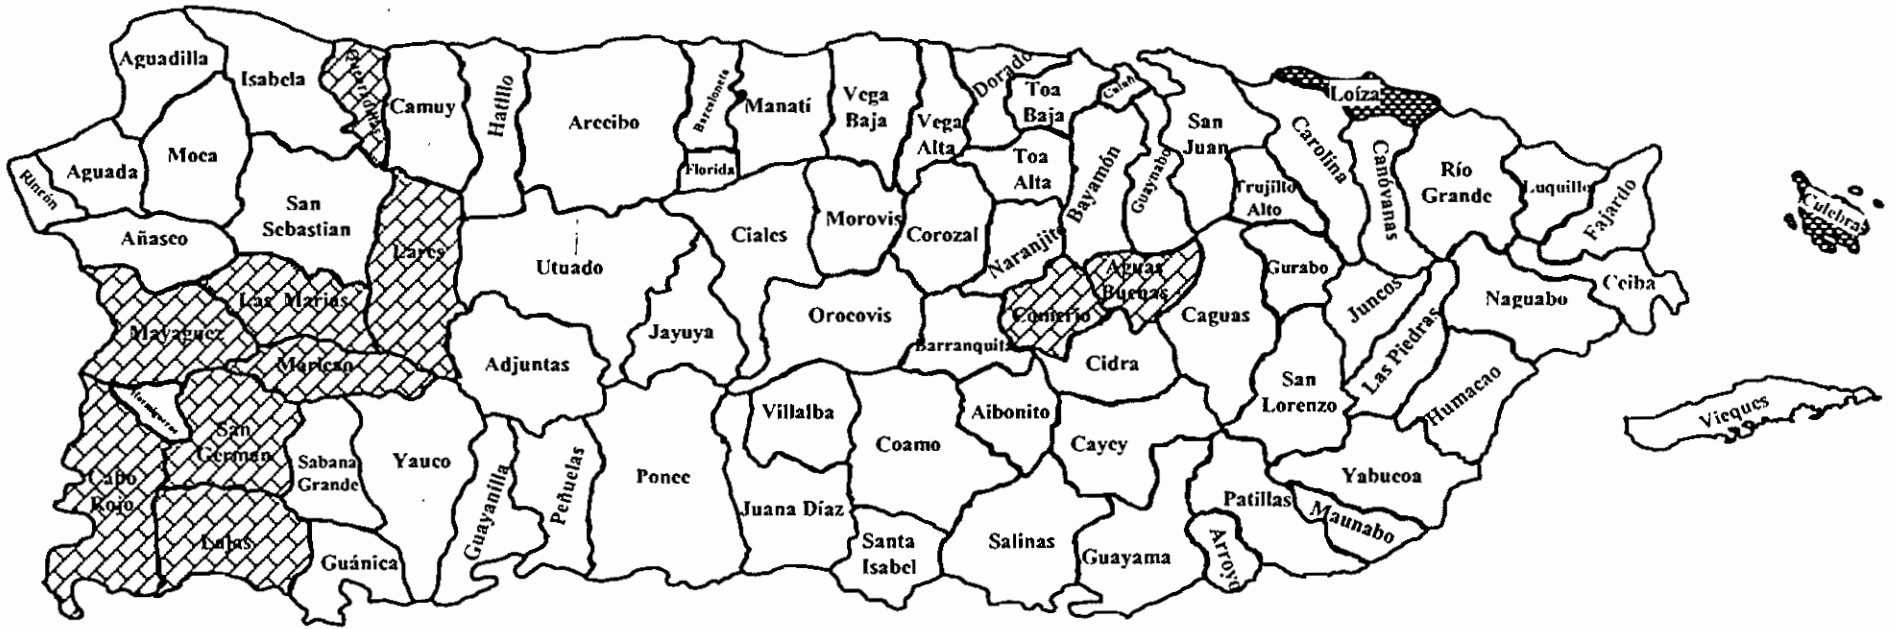 Aguadilla
Isabela
Quebradillas
Camuy
Hatillo
Arecibo
Barceloneta
Manatí
Vega
Baja
Vega
Alta
Dorado
Toa
Baja
Cataño
San
Juan
Carolina
Loíza
Canóvanas
Río
Grande
Luquillo
Fajardo
Culebra
Rincón
Aguada
Moca
San
Sebastian
Lares
Florida
Ciales
Morovis
Corozal
Toa
Alta
Naranjito
Bayamón
Guaynabo
Trujillo
Alto
Añasco
Las Marías
Utuado
Jayuya
Orocovis
Barranquitas
Comerío
Aguas
Buenas
Caguas
Gurabo
Juncos
Las Piedras
Naguabo
Ceiba
Mayaguez
Maricao
Adjuntas
Cidra
San
Lorenzo
Humacao
Vieques
Hormigueros
San
German
Sabana
Grande
Yauco
Guayanilla
Peñuelas
Ponce
Villalba
Juana Díaz
Coamo
Aibonito
Cayey
Yabucoa
Patillas
Maunabo
Cabo
Rojo
Lajas
Guánica
Santa
Isabel
Salinas
Guayama
Arroyo